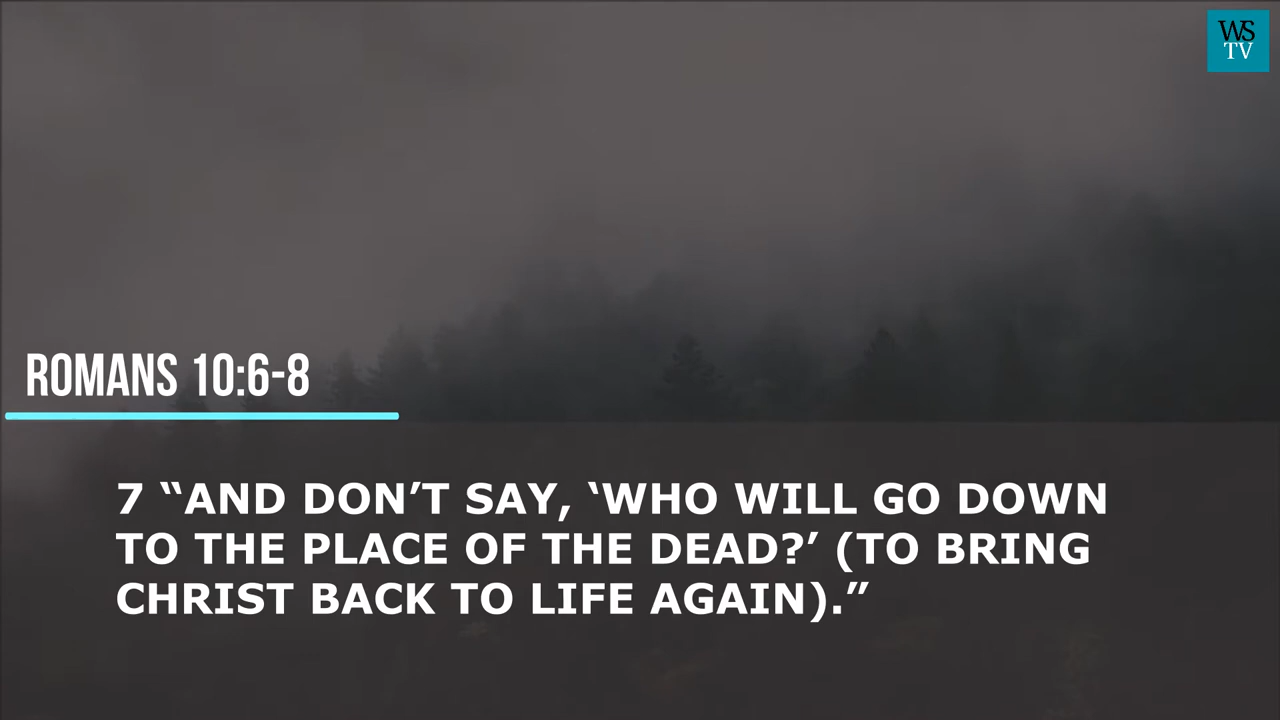 WS
TV
ROMANS 10:6-8
7 “AND DON’T SAY, ‘WHO WILL GO DOWN
TO THE PLACE OF THE DEAD?’ (TO BRING
CHRIST BACK TO LIFE AGAIN).”